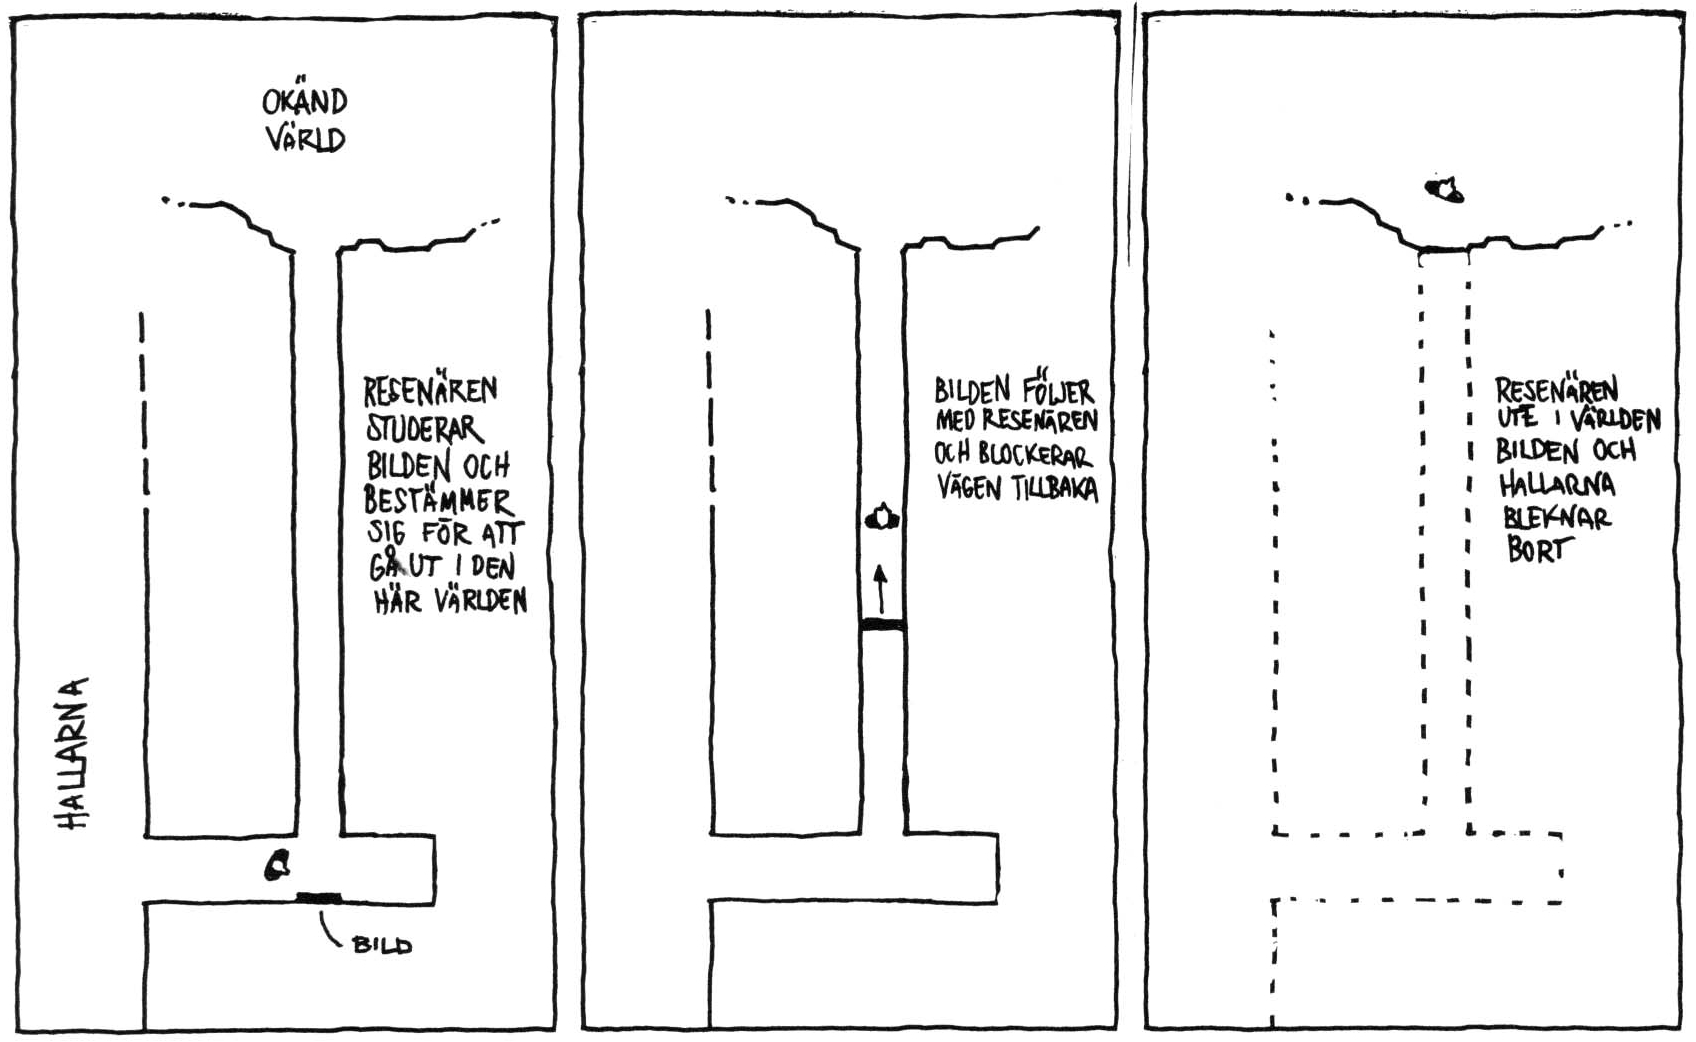 OKÄND
VÄRLD
RESENÄREN
STUDERAR
BILDEN OCH
BESTÄMMER
SIG FÖR ATT
GÅ UT I DEN
HÄR VÄRLDEN
HALLARNA
BILD
BILDEN FÖLJER
MED RESENÄREN
OCH BLOCKERAR
VÄGEN TILLBAKA
RESENÄREN
UTE I VÄRLDEN
BILDEN OCH
HALLARNA
BLEKNAR
BORT